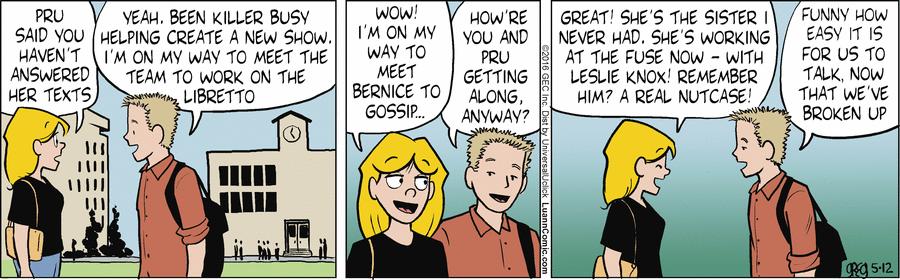 PRU
SAID YOU
HAVEN'T
ANSWERED
HER TEXTS
YEAH. BEEN KILLER BUSY
HELPING CREATE A NEW SHOW.
I'M ON MY WAY TO MEET THE
TEAM TO WORK ON THE
LIBRETTO
WOW!
I'M ON MY
WAY TO
MEET
BERNICE TO
GOSSIP...
HOW'RE
YOU AND
PRU
GETTING
ALONG,
ANYWAY?
©2016 GEC Inc. Dist by UniversalUclick LuannComic.com
GREAT! SHE'S THE SISTER I
NEVER HAD. SHE'S WORKING
AT THE FUSE NOW - WITH
LESLIE KNOX! REMEMBER
HIM? A REAL NUTCASE!
FUNNY HOW
EASY IT IS
FOR US TO
TALK, NOW
THAT WE'VE
BROKEN UP
GREG 5-12